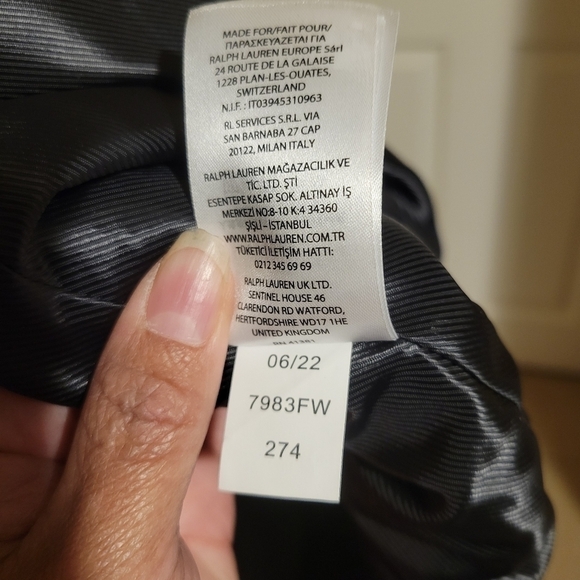 MADE FOR/FAIT POUR/
ΠΑΡΑΣΚΕΥΑΖΕΤΑΙ ΓΙΑ
RALPH LAUREN EUROPE Sárl
24 ROUTE DE LA GALAISE
1228 PLAN-LES-OUATES,
SWITZERLAND
N.I.F. : IT03945310963
RL SERVICES S.R.L. VIA
SAN BARNABA 27 CAP
20122, MILAN ITALY
RALPH LAUREN MAĞAZACILIK VE
TİC. LTD. ŞTİ
ESENTEPE KASAP SOK. ALTINAY İŞ
MERKEZİ NO:8-10 K:4 34360
ŞİŞLİ – İSTANBUL
WWW.RALPHLAUREN.COM.TR
TÜKETİCİ İLETİŞİM HATTI:
0212 345 69 69
RALPH LAUREN UK LTD.
SENTINEL HOUSE 46
CLARENDON RD WATFORD,
HERTFORDSHIRE WD17 1HE
UNITED KINGDOM
RN 41381
06/22
7983FW
274